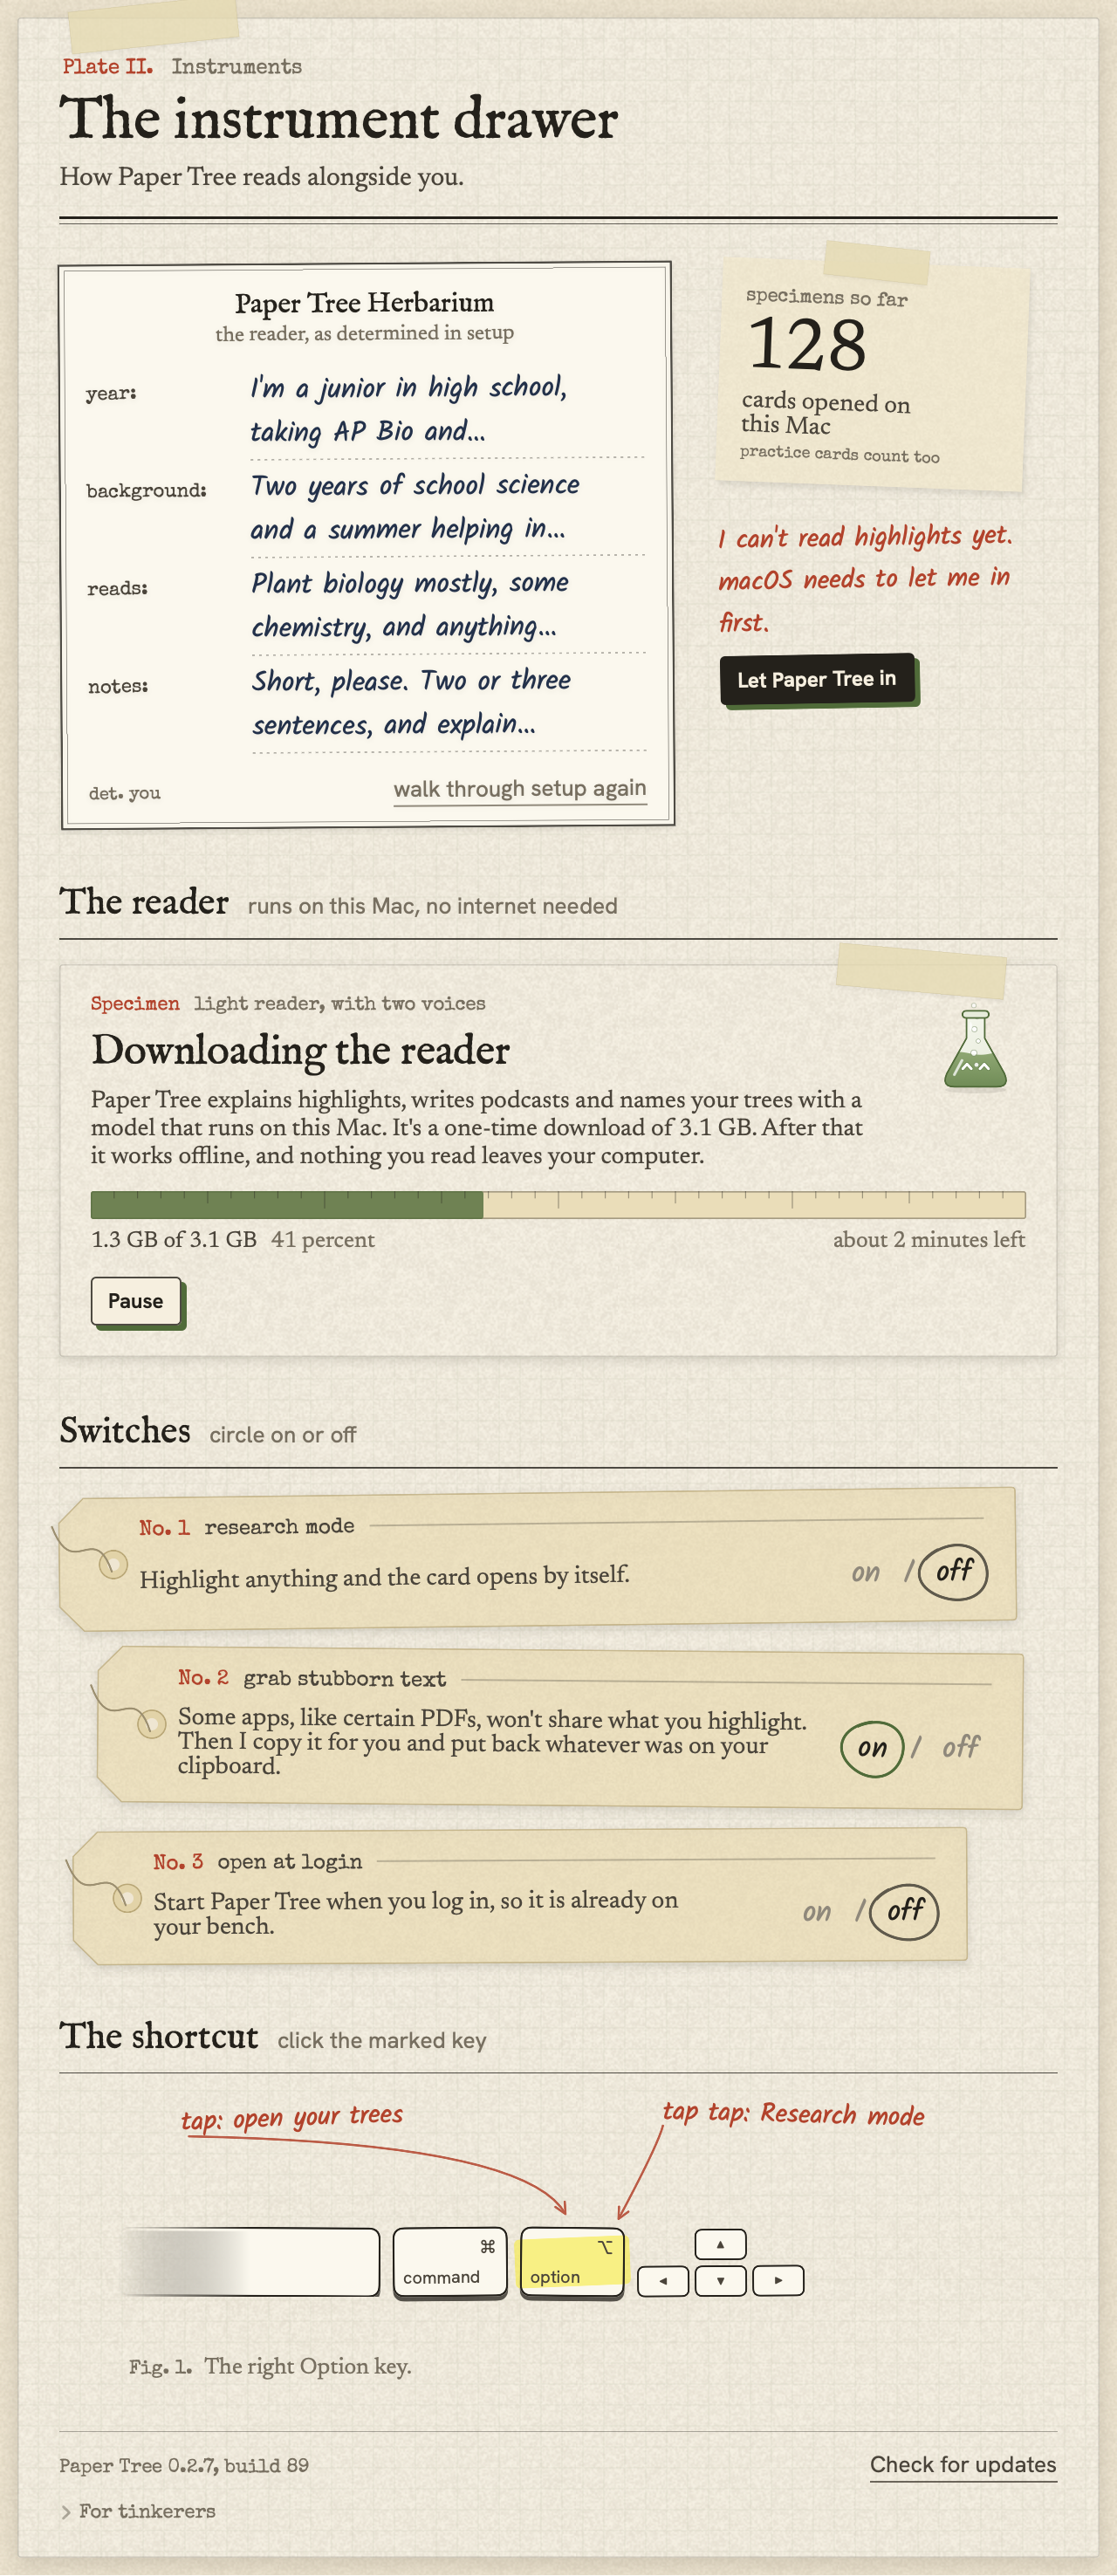 Plate II. Instruments
The instrument drawer
How Paper Tree reads alongside you.
Paper Tree Herbarium
the reader, as determined in setup
year: I'm a junior in high school,
taking AP Bio and...
background: Two years of school science
and a summer helping in...
reads: Plant biology mostly, some
chemistry, and anything...
notes: Short, please. Two or three
sentences, and explain...
det. you walk through setup again
specimens so far
128
cards opened on
this Mac
practice cards count too
I can't read highlights yet.
macOS needs to let me in
first.
Let Paper Tree in
The reader runs on this Mac, no internet needed
Specimen light reader, with two voices
Downloading the reader
Paper Tree explains highlights, writes podcasts and names your trees with a
model that runs on this Mac. It's a one-time download of 3.1 GB. After that
it works offline, and nothing you read leaves your computer.
1.3 GB of 3.1 GB 41 percent about 2 minutes left
Pause
Switches circle on or off
No. 1 research mode
Highlight anything and the card opens by itself.
on / off
No. 2 grab stubborn text
Some apps, like certain PDFs, won't share what you highlight.
Then I copy it for you and put back whatever was on your
clipboard.
on / off
No. 3 open at login
Start Paper Tree when you log in, so it is already on
your bench.
on / off
The shortcut click the marked key
tap: open your trees
tap tap: Research mode
⌘
command
⌥
option
▲
◄ ▼ ►
Fig. 1. The right Option key.
Paper Tree 0.2.7, build 89 Check for updates
> For tinkerers